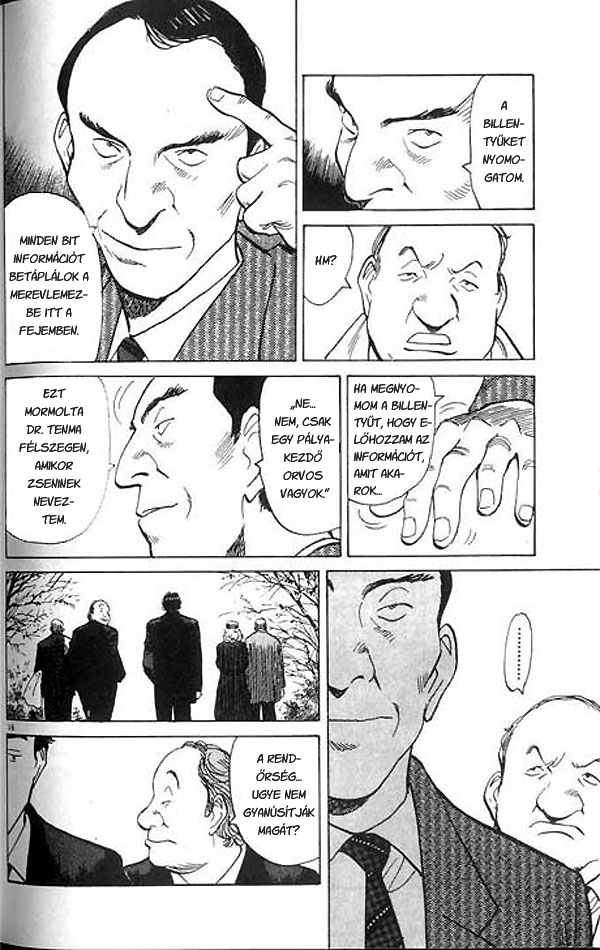 A
BILLEN-
TYŰKET
NYOMO-
GATOM.
MINDEN BIT
INFORMÁCIÓT
BETÁPLÁLOK A
MEREVLEMEZ-
BE ITT A
FEJEMBEN.
HM?
HA MEGNYO-
MOM A BILLEN-
TYŰT, HOGY E-
LŐHOZZAM AZ
INFORMÁCIÓT,
AMIT AKA-
ROK...
„NE...
NEM, CSAK
EGY PÁLYA-
KEZDŐ
ORVOS
VAGYOK.”
EZT
MORMOLTA
DR. TENMA
FÉLSZEGEN,
AMIKOR
ZSENINEK
NEVEZ-
TEM.
........
A REND-
ŐRSÉG...
UGYE NEM
GYANÚSÍTJÁK
MAGÁT?